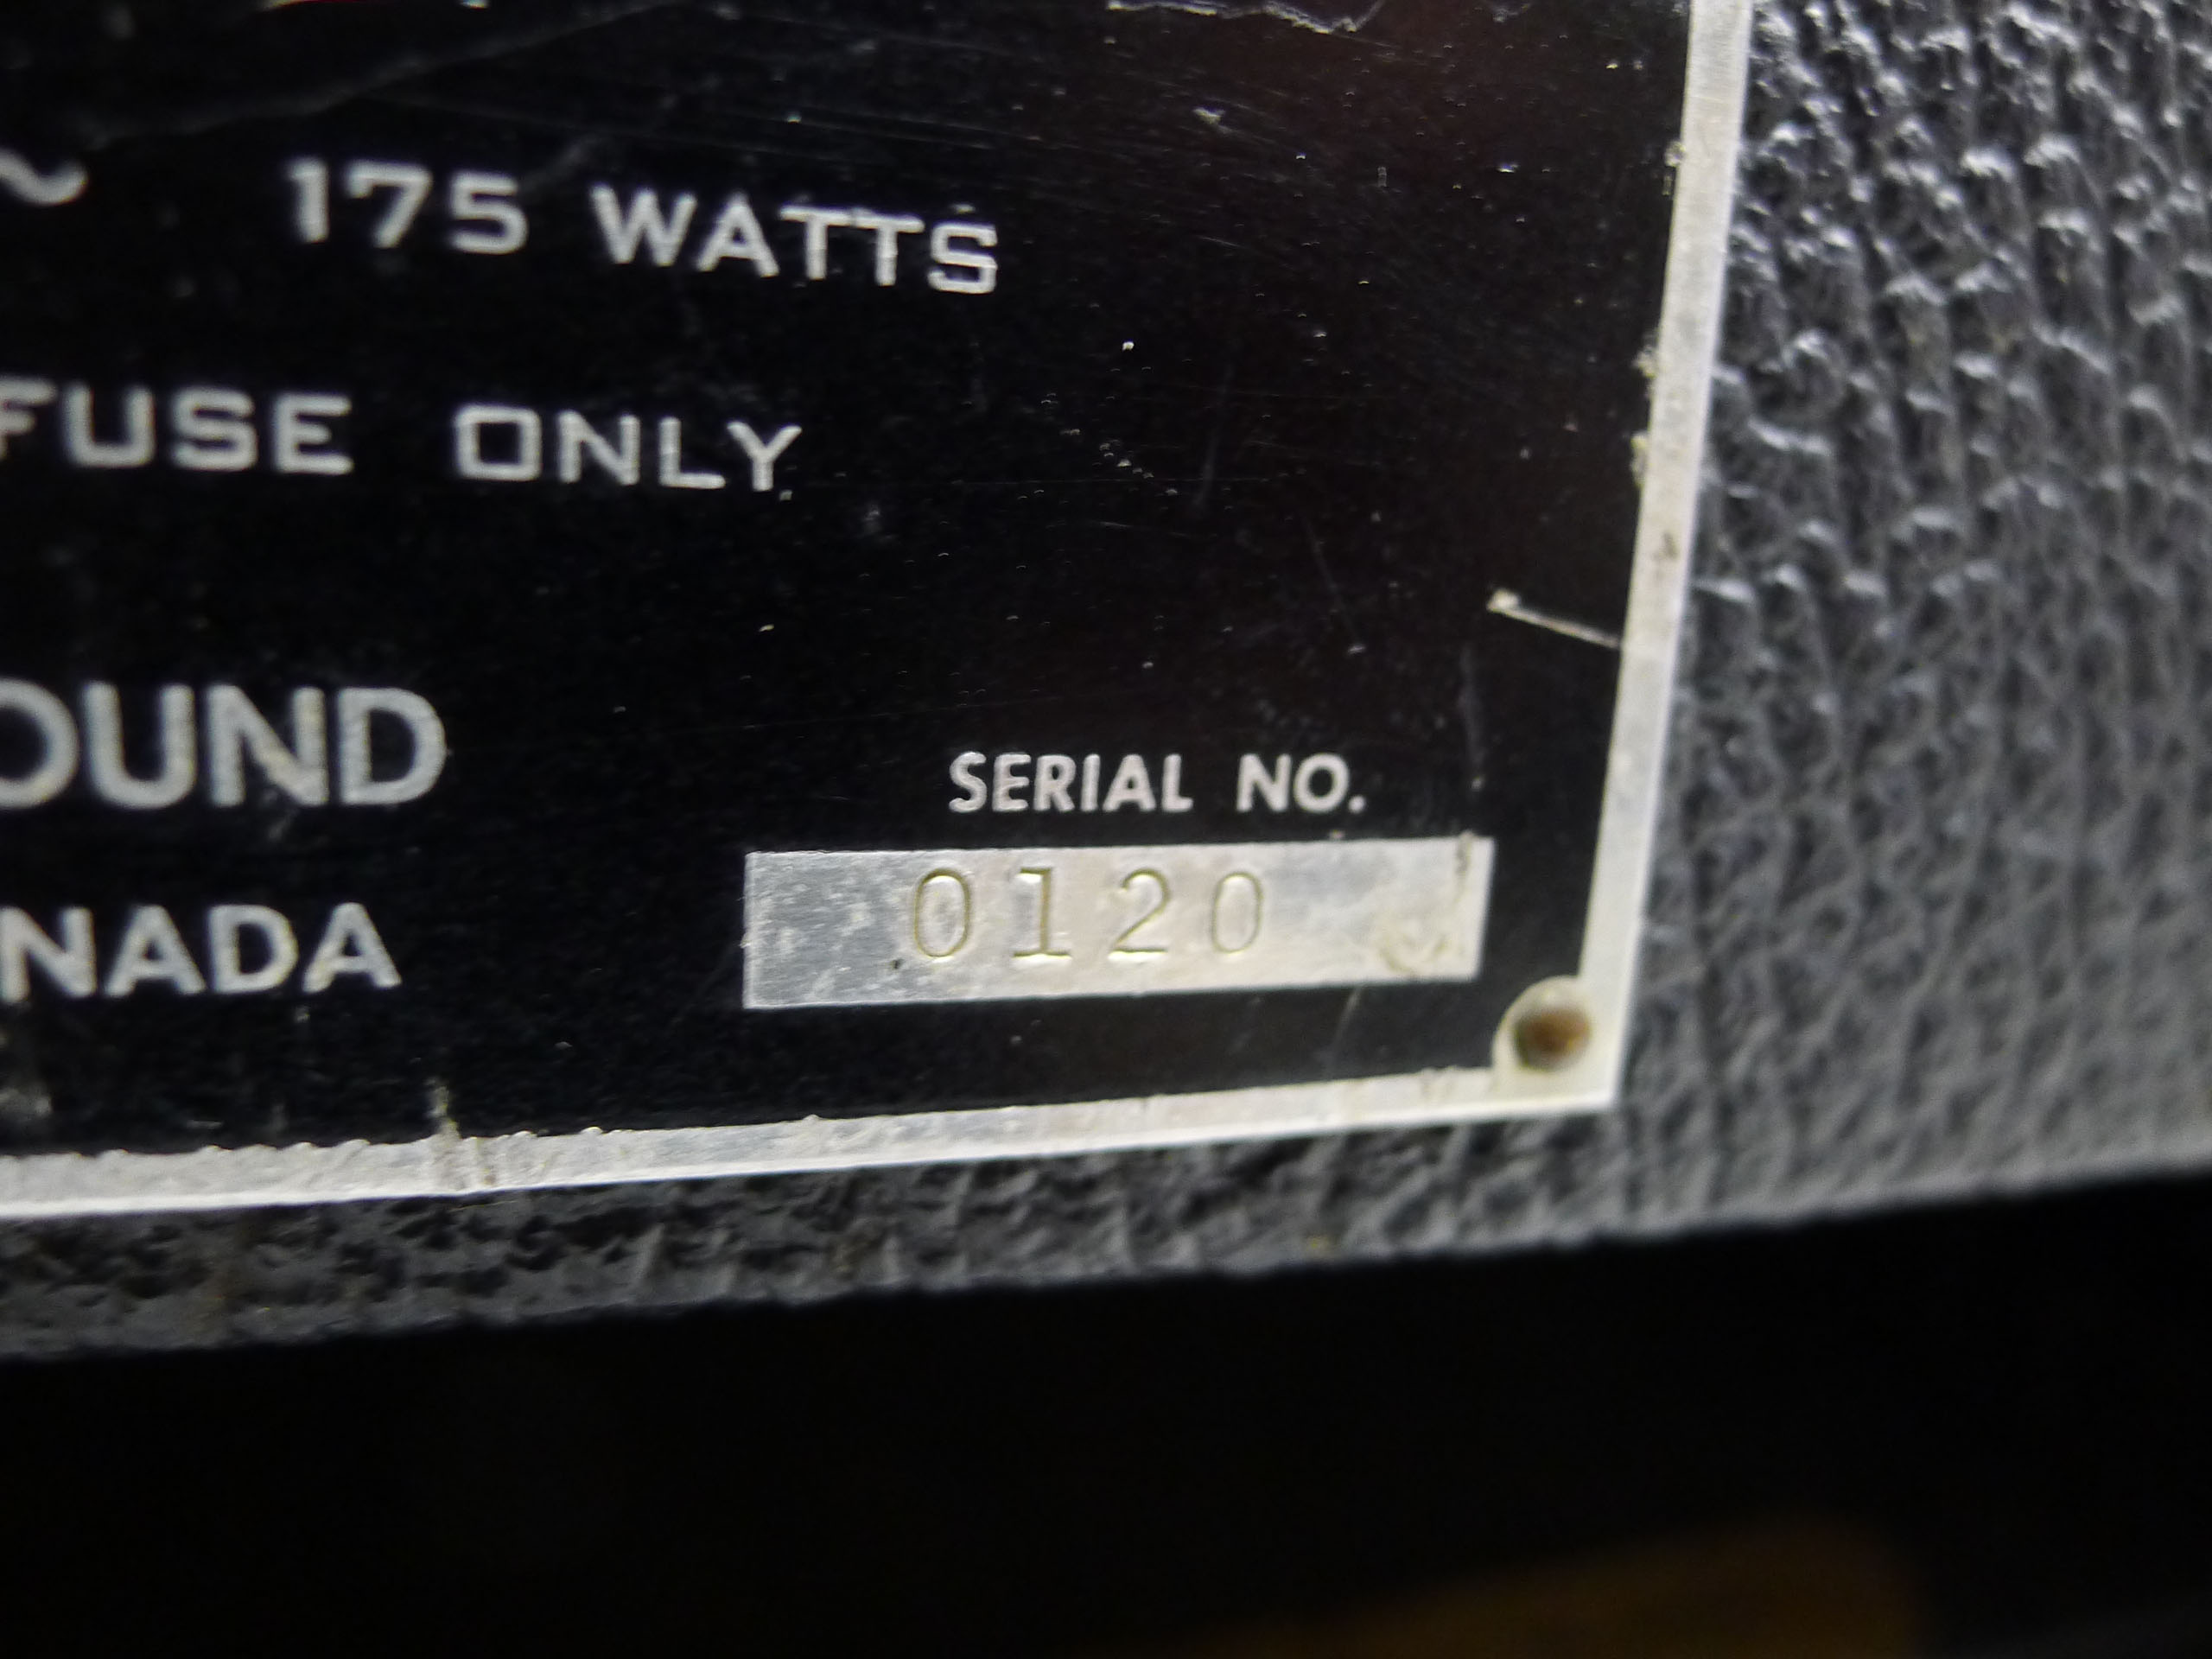 ~ 175 WATTS
FUSE ONLY
OUND
SERIAL NO.
NADA
0120